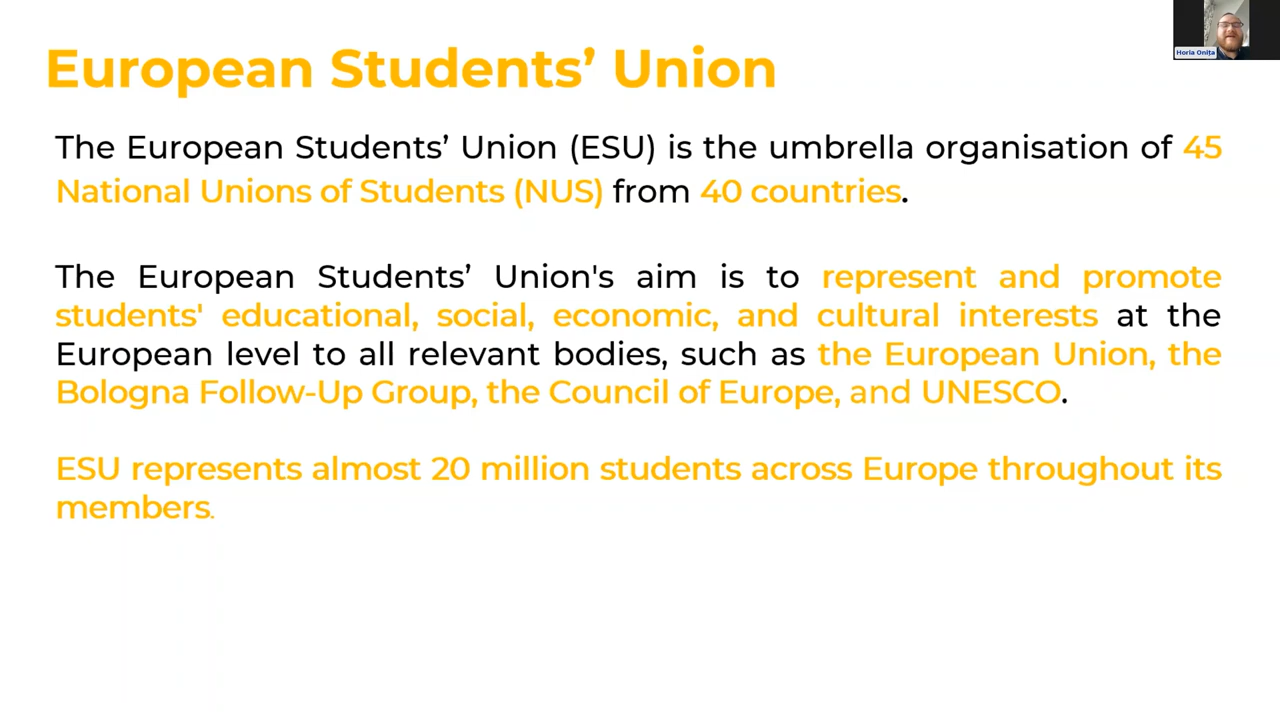 Horia Onița
European Students’ Union
The European Students’ Union (ESU) is the umbrella organisation of 45
National Unions of Students (NUS) from 40 countries.
The European Students’ Union's aim is to represent and promote
students' educational, social, economic, and cultural interests at the
European level to all relevant bodies, such as the European Union, the
Bologna Follow-Up Group, the Council of Europe, and UNESCO.
ESU represents almost 20 million students across Europe throughout its
members.